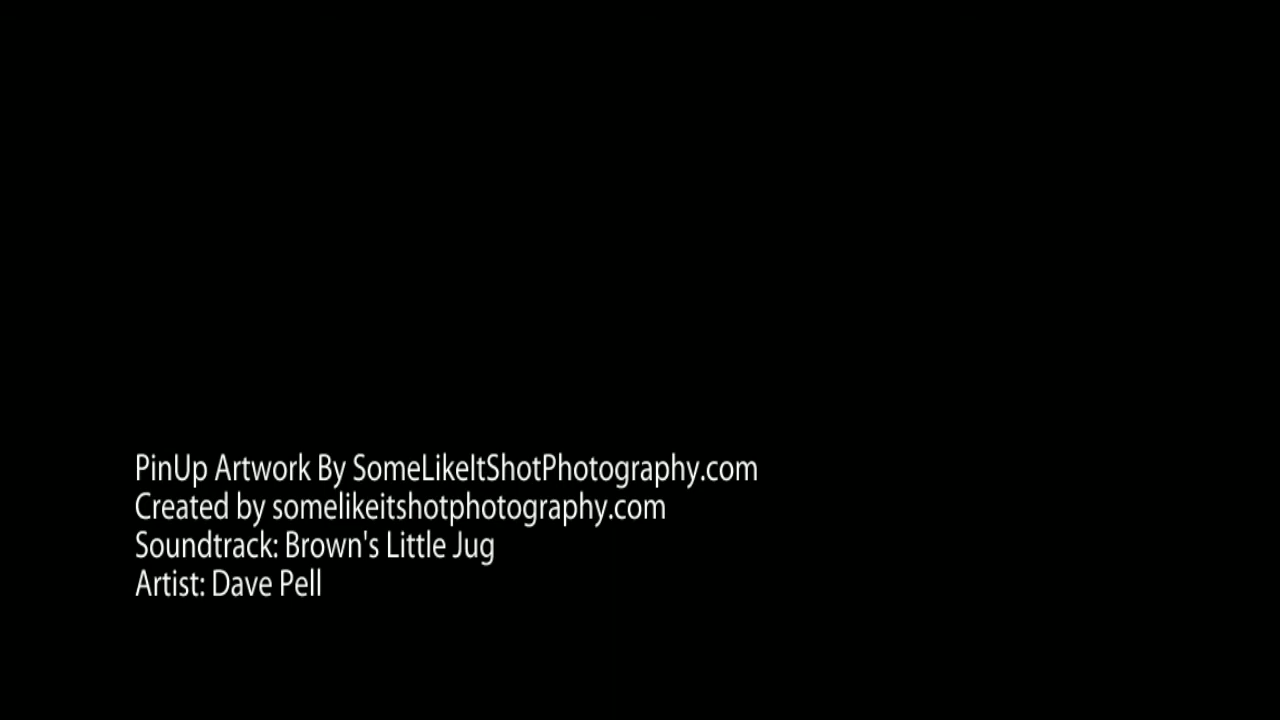 PinUp Artwork By SomeLikeItShotPhotography.com
Created by somelikeitshotphotography.com
Soundtrack: Brown's Little Jug
Artist: Dave Pell